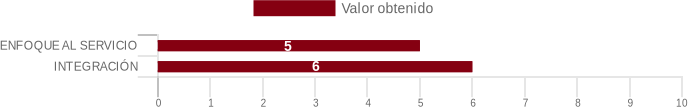 Valor obtenido
ENFOQUE AL SERVICIO 5
INTEGRACIÓN 6
0 1 2 3 4 5 6 7 8 9 10